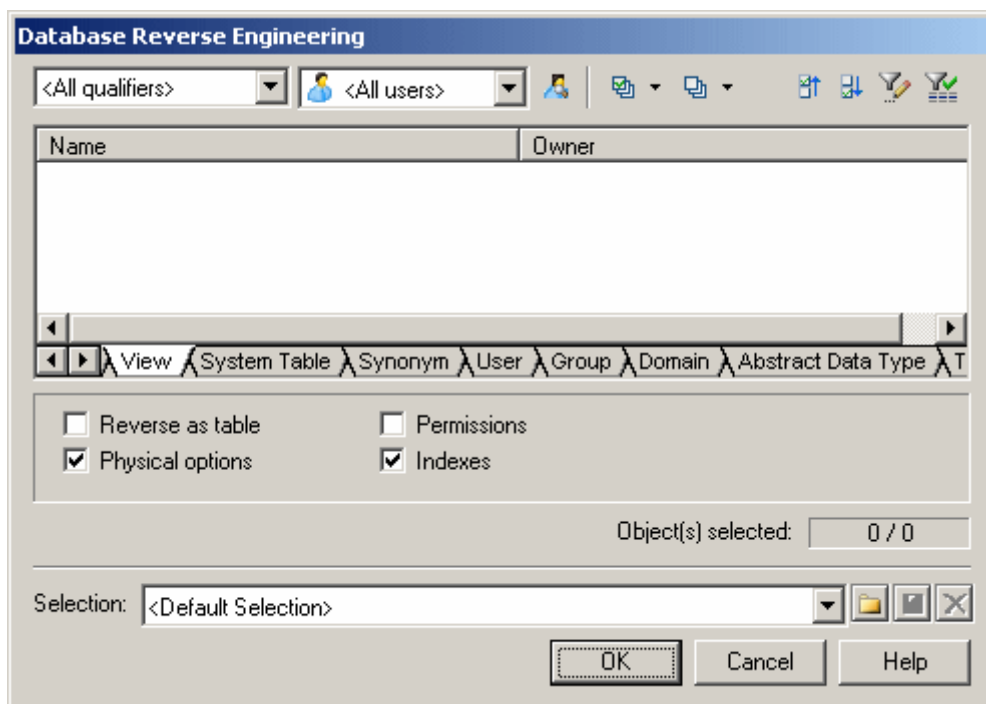 Database Reverse Engineering
<All qualifiers> <All users>
Name Owner
View System Table Synonym User Group Domain Abstract Data Type T
Reverse as table Permissions
Physical options Indexes
Object(s) selected: 0 / 0
Selection: <Default Selection>
OK Cancel Help